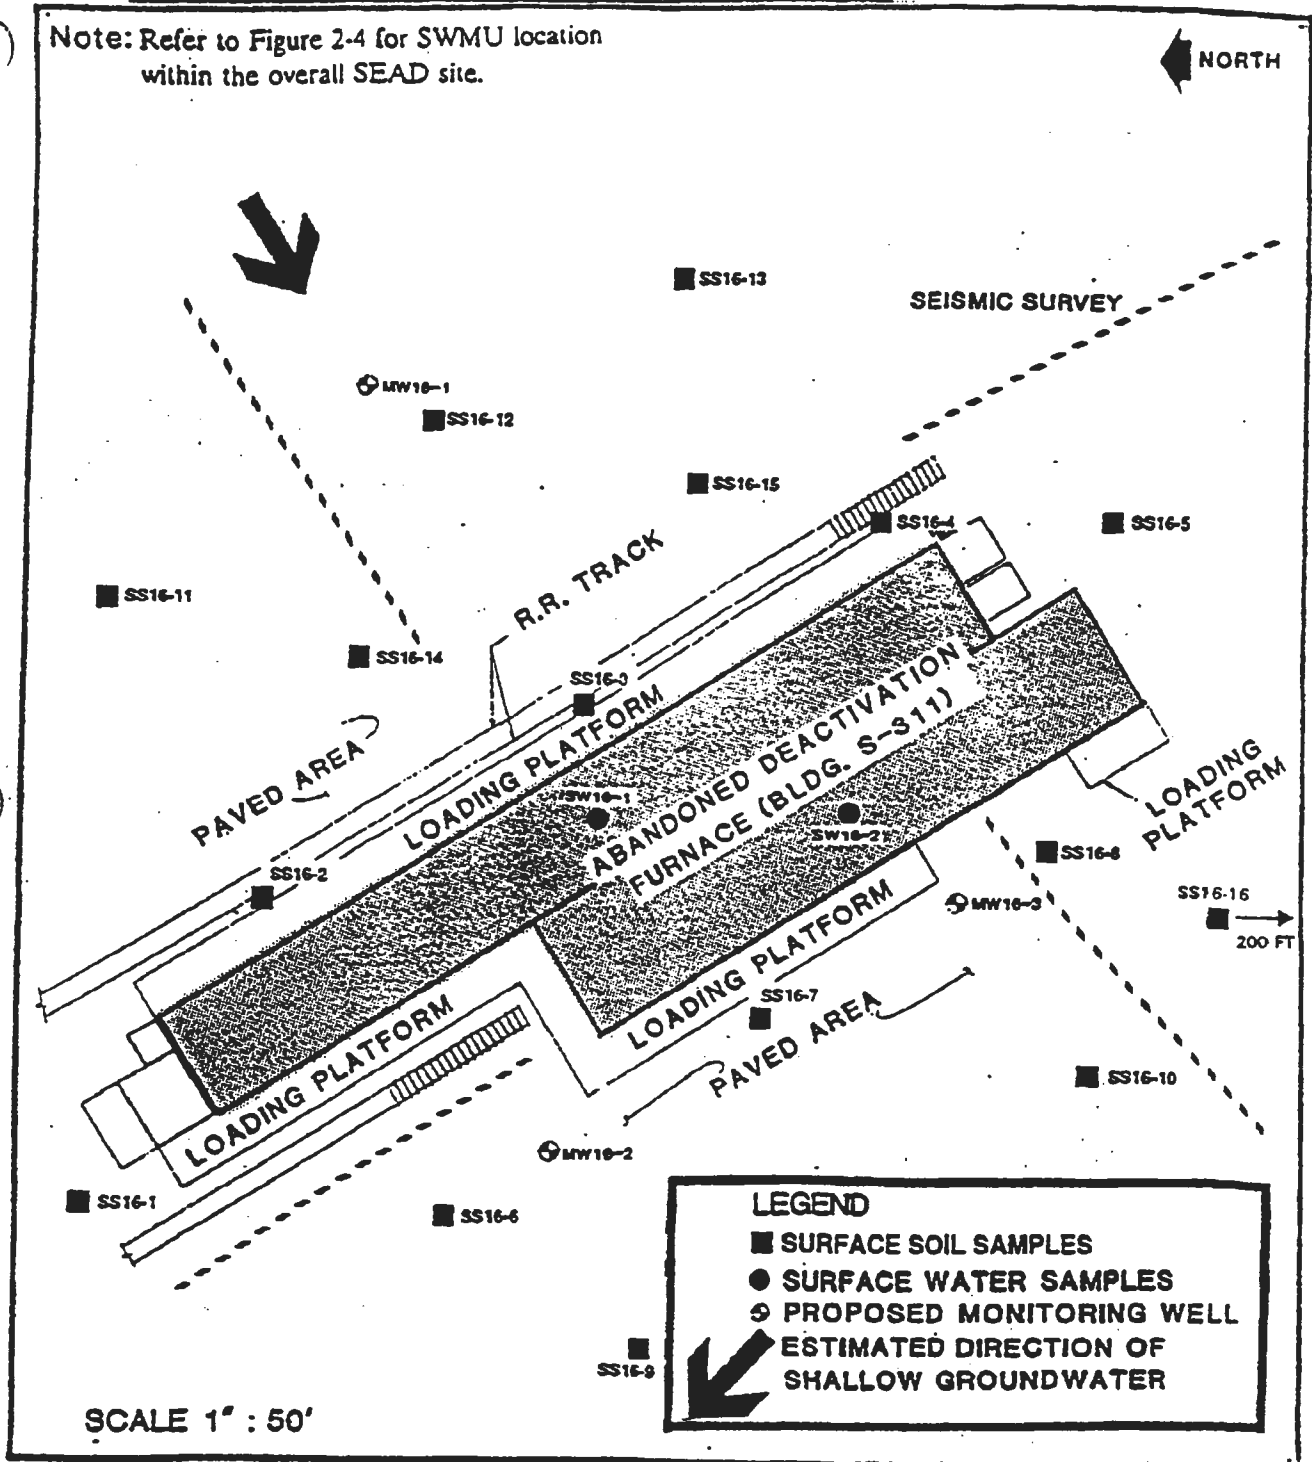 Note: Refer to Figure 2-4 for SWMU location
within the overall SEAD site.
NORTH
SS16-13
SEISMIC SURVEY
MW16-1
SS16-12
SS16-15
SS16-4
SS16-5
R.R. TRACK
SS16-11
SS16-14
SS16-3
PAVED AREA
LOADING PLATFORM
SW16-1
ABANDONED DEACTIVATION
FURNACE (BLDG. S-311)
SW16-21
LOADING
PLATFORM
SS16-2
SS16-8
MW16-3
SS16-16
200 FT
LOADING PLATFORM
SS16-7
PAVED AREA
LOADING PLATFORM
SS16-10
MW16-2
SS16-1
SS16-6
SS16-9
LEGEND
SURFACE SOIL SAMPLES
SURFACE WATER SAMPLES
PROPOSED MONITORING WELL
ESTIMATED DIRECTION OF
SHALLOW GROUNDWATER
SCALE 1" : 50'